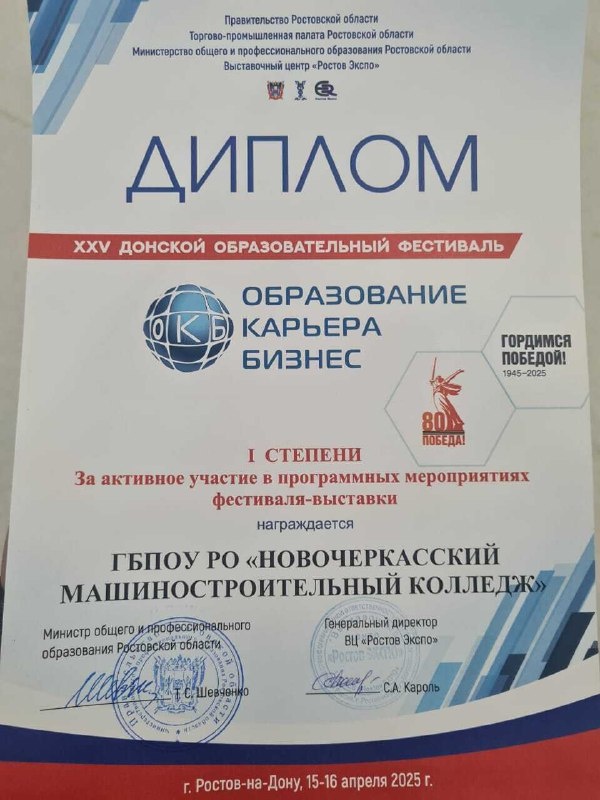 Правительство Ростовской области
Торгово-промышленная палата Ростовской области
Министерство общего и профессионального образования Ростовской области
Выставочный центр «Ростов Экспо»
ДИПЛОМ
XXV ДОНСКОЙ ОБРАЗОВАТЕЛЬНЫЙ ФЕСТИВАЛЬ
ОКБ
ОБРАЗОВАНИЕ
КАРЬЕРА
БИЗНЕС
ГОРДИМСЯ
ПОБЕДОЙ!
1945–2025
80
ПОБЕДА!
I СТЕПЕНИ
За активное участие в программных мероприятиях
фестиваля-выставки
награждается
ГБПОУ РО «НОВОЧЕРКАССКИЙ
МАШИНОСТРОИТЕЛЬНЫЙ КОЛЛЕДЖ»
Министр общего и профессионального
образования Ростовской области
Т.С. Шевченко
Генеральный директор
ВЦ «Ростов Экспо»
С.А. Кароль
г. Ростов-на-Дону, 15-16 апреля 2025 г.